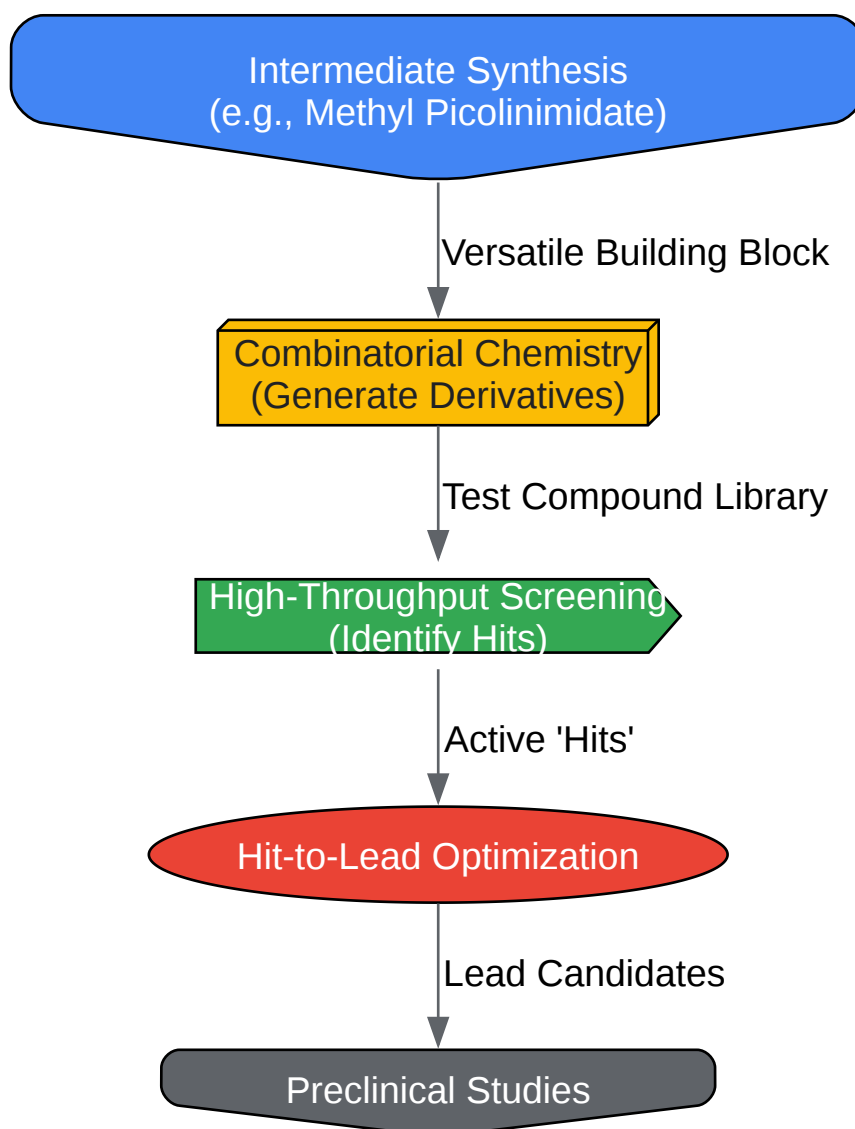 Intermediate Synthesis
(e.g., Methyl Picolinimidate)
Versatile Building Block
Combinatorial Chemistry
(Generate Derivatives)
Test Compound Library
High-Throughput Screening
(Identify Hits)
Active 'Hits'
Hit-to-Lead Optimization
Lead Candidates
Preclinical Studies